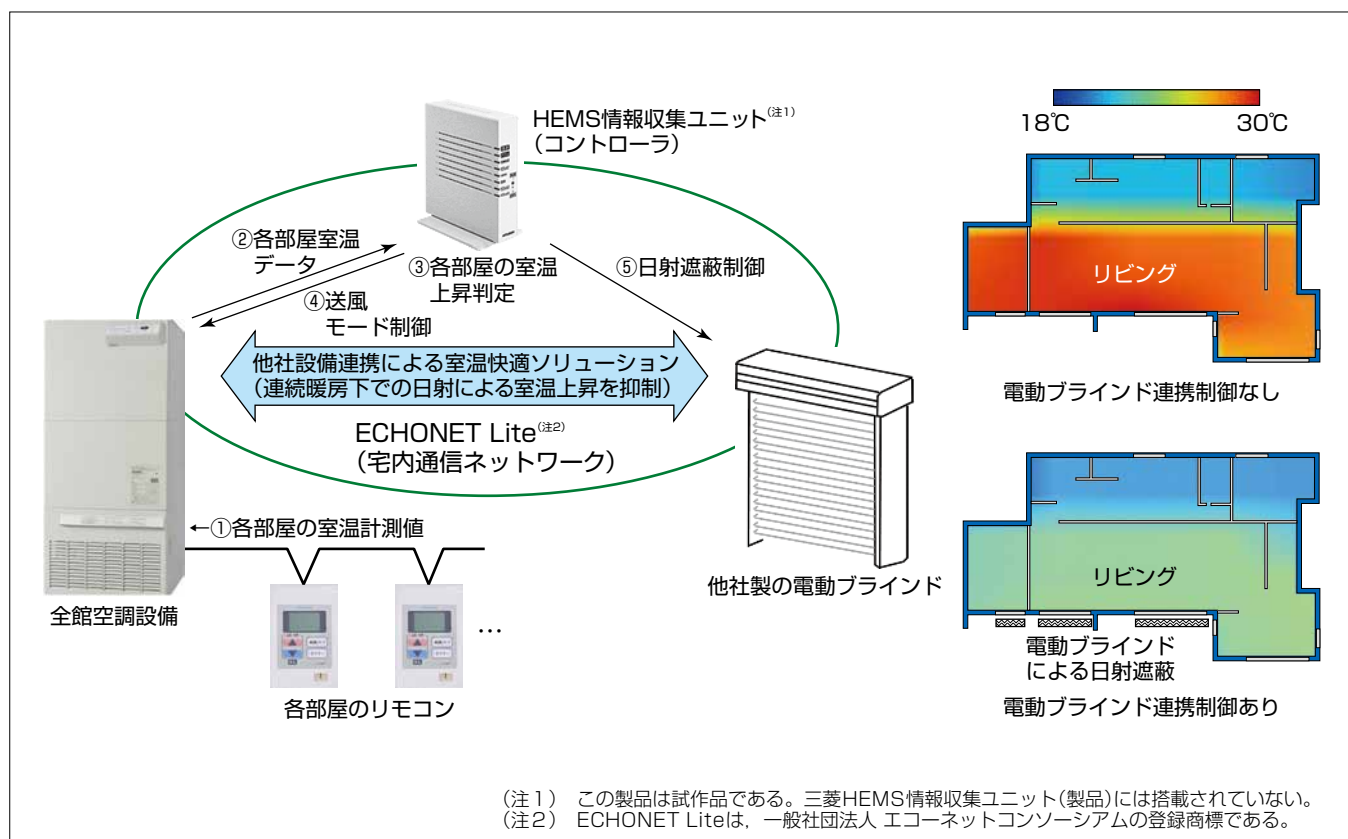 HEMS情報収集ユニット(注1)
(コントローラ)
②各部屋室温
データ
③各部屋の室温
上昇判定
④送風
モード制御
⑤日射遮蔽制御
他社設備連携による室温快適ソリューション
(連続暖房下での日射による室温上昇を抑制)
ECHONET Lite(注2)
(宅内通信ネットワーク)
←①各部屋の室温計測値
全館空調設備
…
各部屋のリモコン
他社製の電動ブラインド
18℃ 30℃
リビング
電動ブラインド連携制御なし
リビング
電動ブラインド
による日射遮蔽
電動ブラインド連携制御あり
(注1) この製品は試作品である。三菱HEMS情報収集ユニット(製品)には搭載されていない。
(注2) ECHONET Liteは,一般社団法人 エコーネットコンソーシアムの登録商標である。